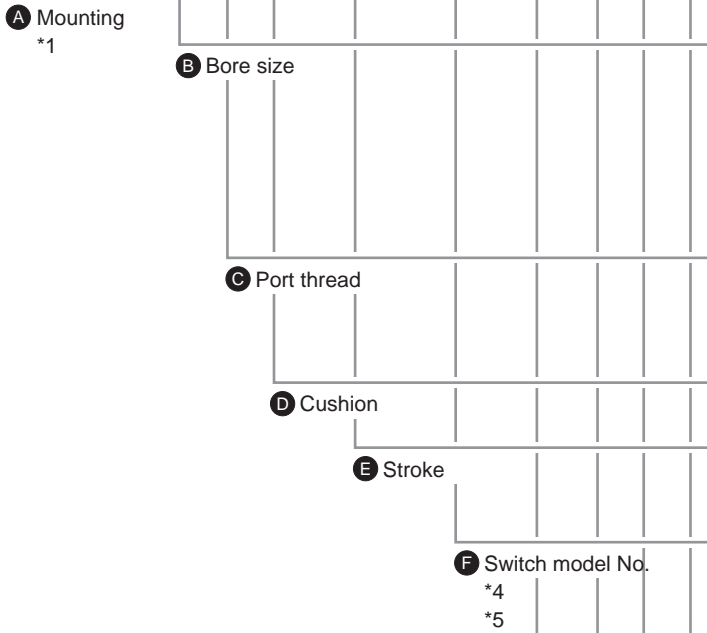 A Mounting
*1
B Bore size
C Port thread
D Cushion
E Stroke
F Switch model No.
*4
*5